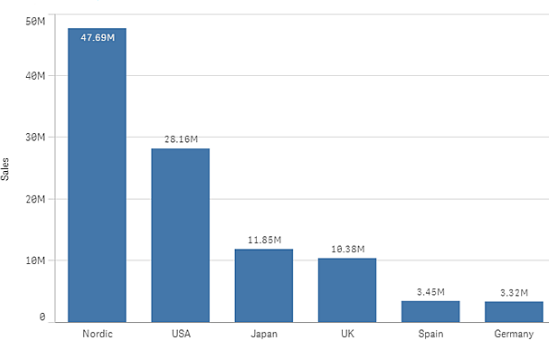 50M
40M
30M
20M
10M
0
Sales
47.69M
28.16M
11.85M
10.38M
3.45M
3.32M
Nordic
USA
Japan
UK
Spain
Germany